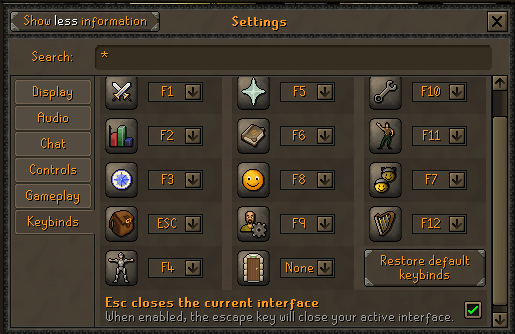 Show less information
Settings
Search:
*
Display
Audio
Chat
Controls
Gameplay
Keybinds
F1
F5
F10
F2
F6
F11
F3
F8
F7
ESC
F9
F12
F4
None
Restore default
keybinds
Esc closes the current interface
When enabled, the escape key will close your active interface.